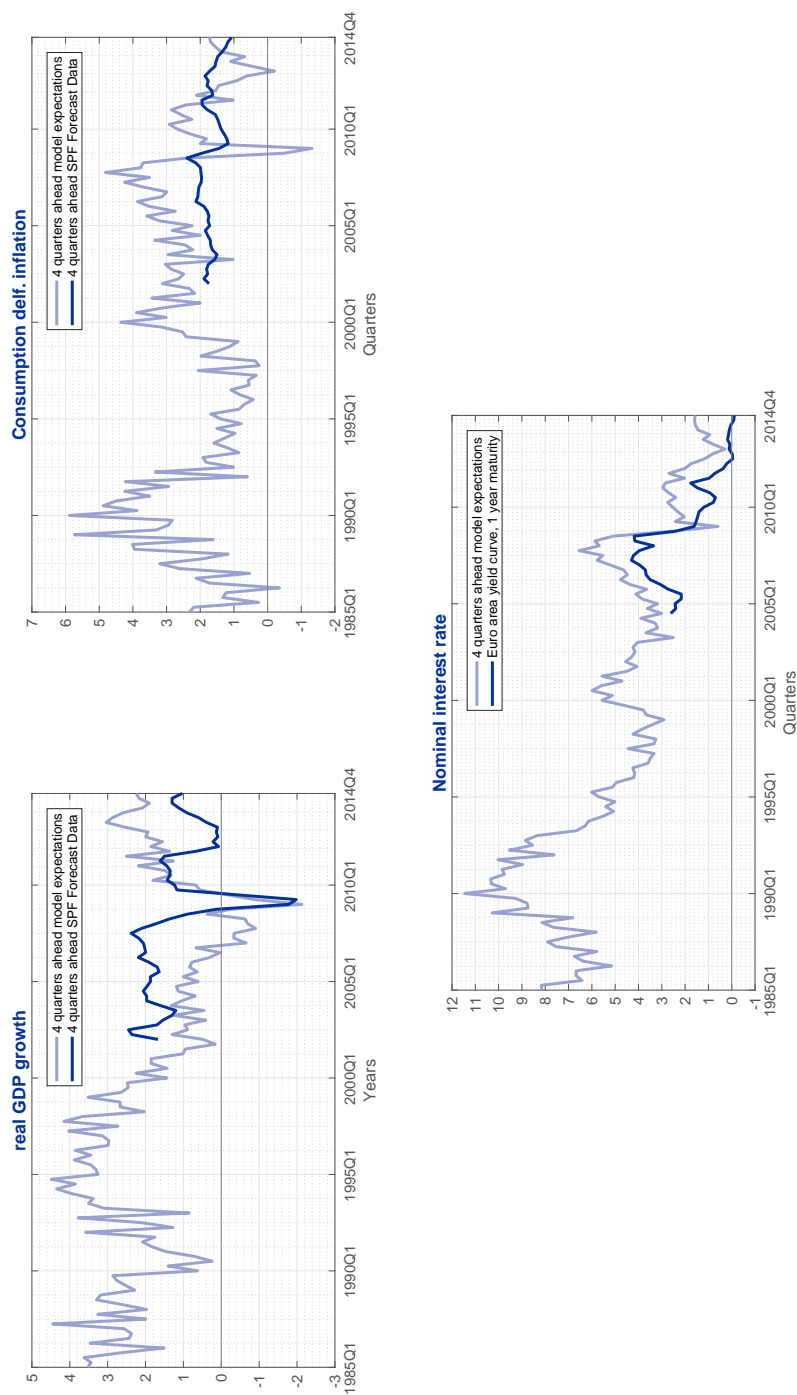 real GDP growth
4 quarters ahead model expectations
4 quarters ahead SPF Forecast Data
5
4
3
2
1
0
-1
-2
-3
1985Q1 1990Q1 1995Q1 2000Q1 2005Q1 2010Q1 2014Q4
Years
Consumption defl. inflation
4 quarters ahead model expectations
4 quarters ahead SPF Forecast Data
7
6
5
4
3
2
1
0
-1
-2
1985Q1 1990Q1 1995Q1 2000Q1 2005Q1 2010Q1 2014Q4
Quarters
Nominal interest rate
4 quarters ahead model expectations
Euro area yield curve, 1 year maturity
12
11
10
9
8
7
6
5
4
3
2
1
0
-1
1985Q1 1990Q1 1995Q1 2000Q1 2005Q1 2010Q1 2014Q4
Quarters